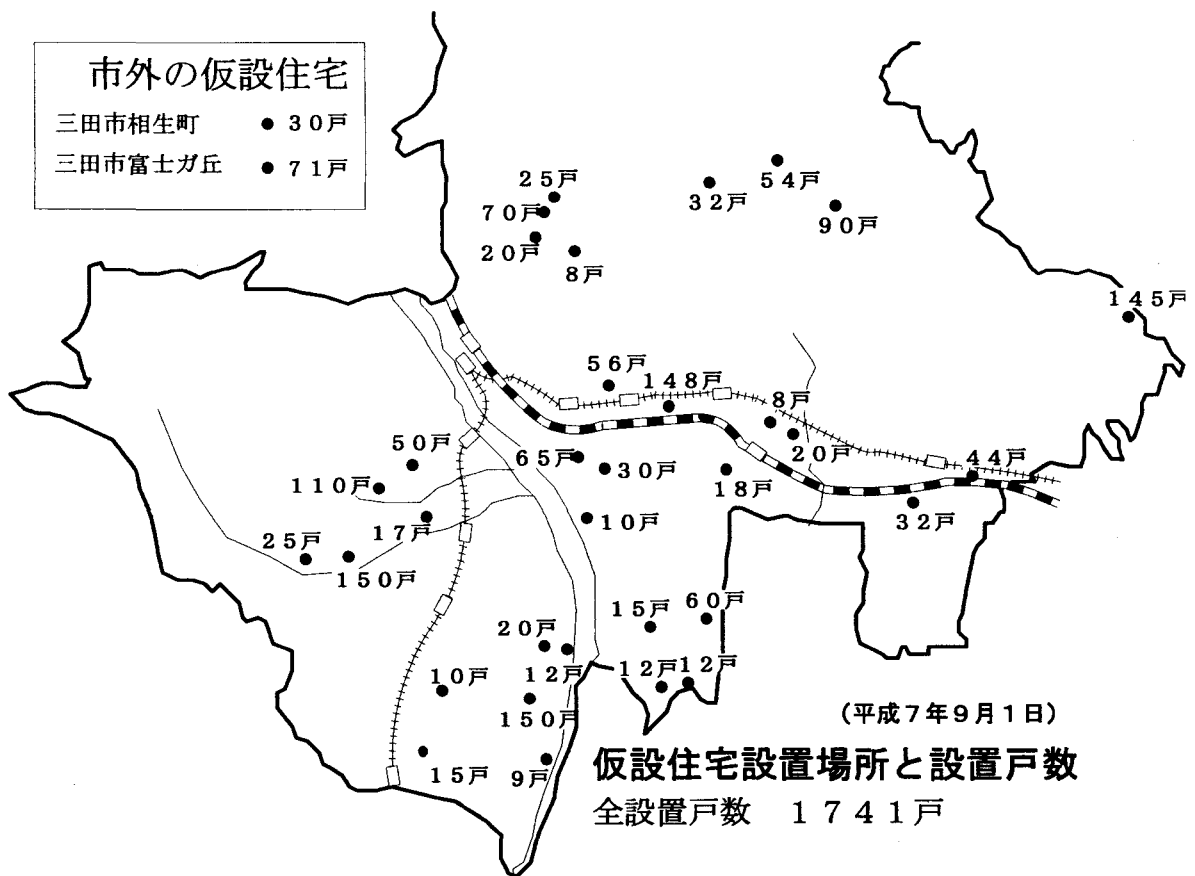 市外の仮設住宅
三田市相生町 ● 30戸
三田市富士ガ丘 ● 71戸
25戸
70戸
20戸
8戸
32戸
54戸
90戸
145戸
56戸
148戸
8戸
20戸
44戸
32戸
65戸
30戸
18戸
10戸
50戸
110戸
17戸
25戸
150戸
15戸
60戸
12戸
12戸
20戸
12戸
10戸
150戸
15戸
9戸
(平成7年9月1日)
仮設住宅設置場所と設置戸数
全設置戸数 1741戸